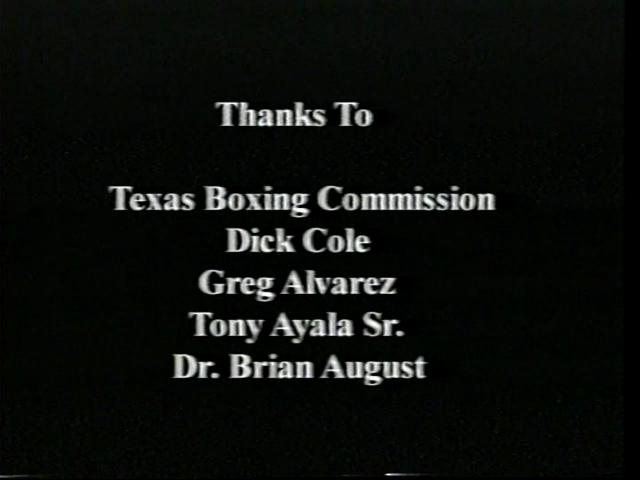 Thanks To
Texas Boxing Commission
Dick Cole
Greg Alvarez
Tony Ayala Sr.
Dr. Brian August